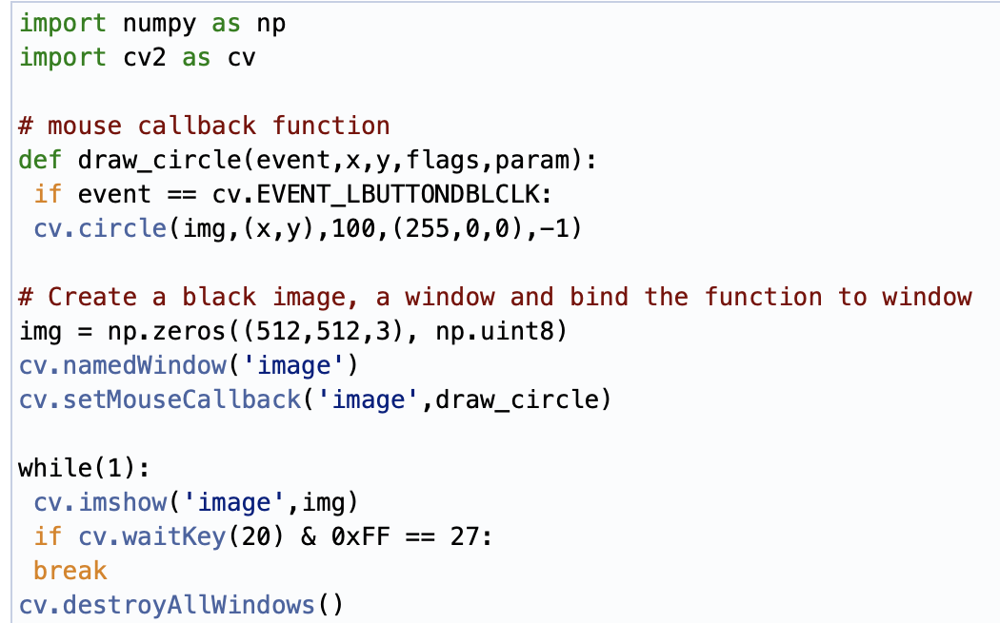 import numpy as np
import cv2 as cv

# mouse callback function
def draw_circle(event,x,y,flags,param):
 if event == cv.EVENT_LBUTTONDBLCLK:
 cv.circle(img,(x,y),100,(255,0,0),-1)

# Create a black image, a window and bind the function to window
img = np.zeros((512,512,3), np.uint8)
cv.namedWindow('image')
cv.setMouseCallback('image',draw_circle)

while(1):
 cv.imshow('image',img)
 if cv.waitKey(20) & 0xFF == 27:
 break
cv.destroyAllWindows()